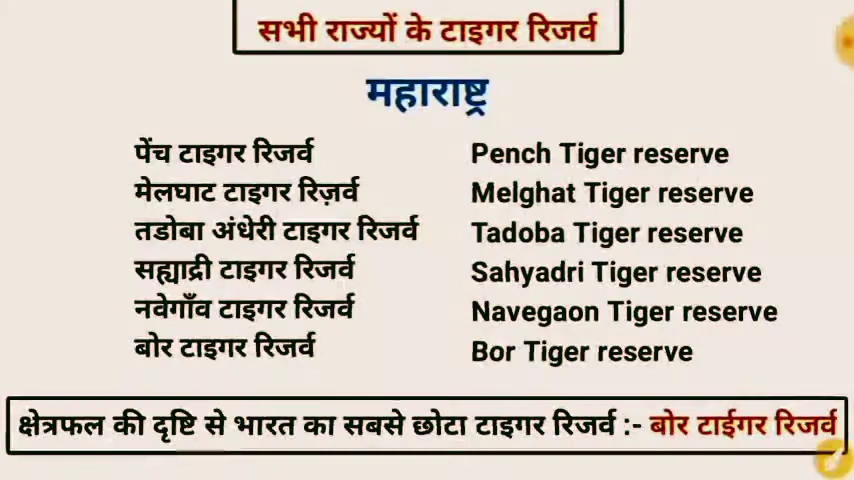 सभी राज्यों के टाइगर रिजर्व
महाराष्ट्र
पेंच टाइगर रिजर्व Pench Tiger reserve
मेलघाट टाइगर रिज़र्व Melghat Tiger reserve
तडोबा अंधेरी टाइगर रिजर्व Tadoba Tiger reserve
सह्याद्री टाइगर रिजर्व Sahyadri Tiger reserve
नवेगाँव टाइगर रिजर्व Navegaon Tiger reserve
बोर टाइगर रिजर्व Bor Tiger reserve
क्षेत्रफल की दृष्टि से भारत का सबसे छोटा टाइगर रिजर्व :- बोर टाईगर रिजर्व